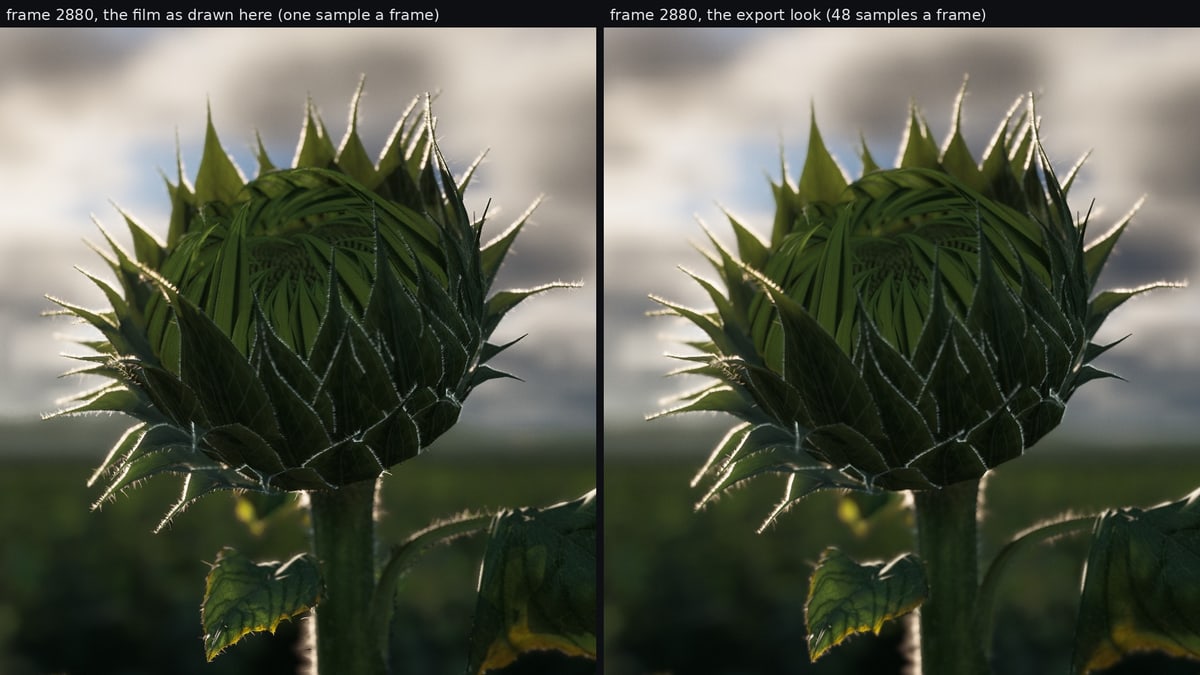 frame 2880, the film as drawn here (one sample a frame)
frame 2880, the export look (48 samples a frame)